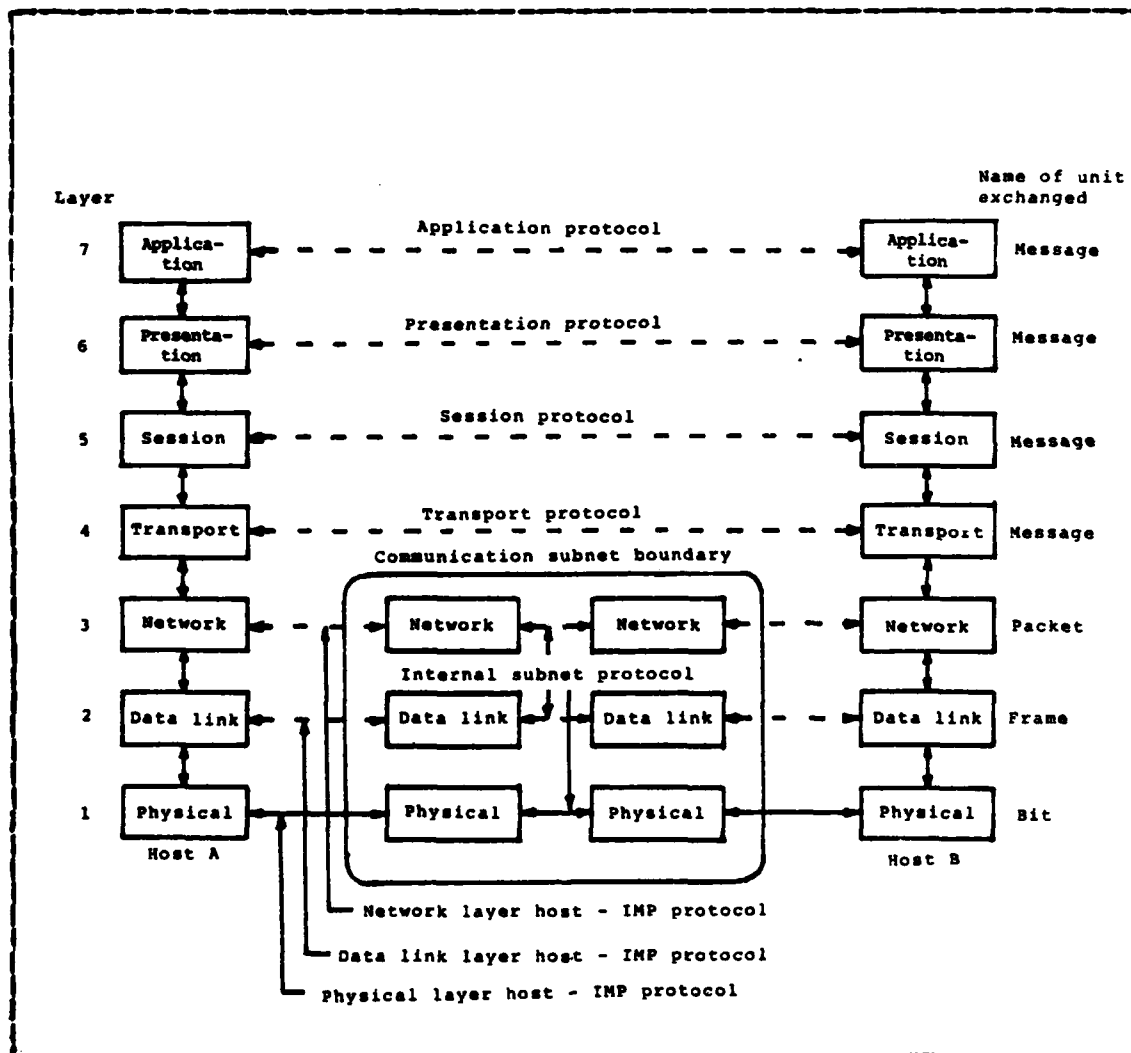 Name of unit
Layer
exchanged
7
Applica-
tion
Application protocol
Applica-
tion
Message
6
Presenta-
tion
Presentation protocol
Presenta-
tion
Message
5
Session
Session protocol
Session
Message
4
Transport
Transport protocol
Transport
Message
Communication subnet boundary
3
Network
Network
Network
Network
Packet
Internal subnet protocol
2
Data link
Data link
Data link
Data link
Frame
1
Physical
Physical
Physical
Physical
Bit
Host A
Host B
Network layer host - IMP protocol
Data link layer host - IMP protocol
Physical layer host - IMP protocol